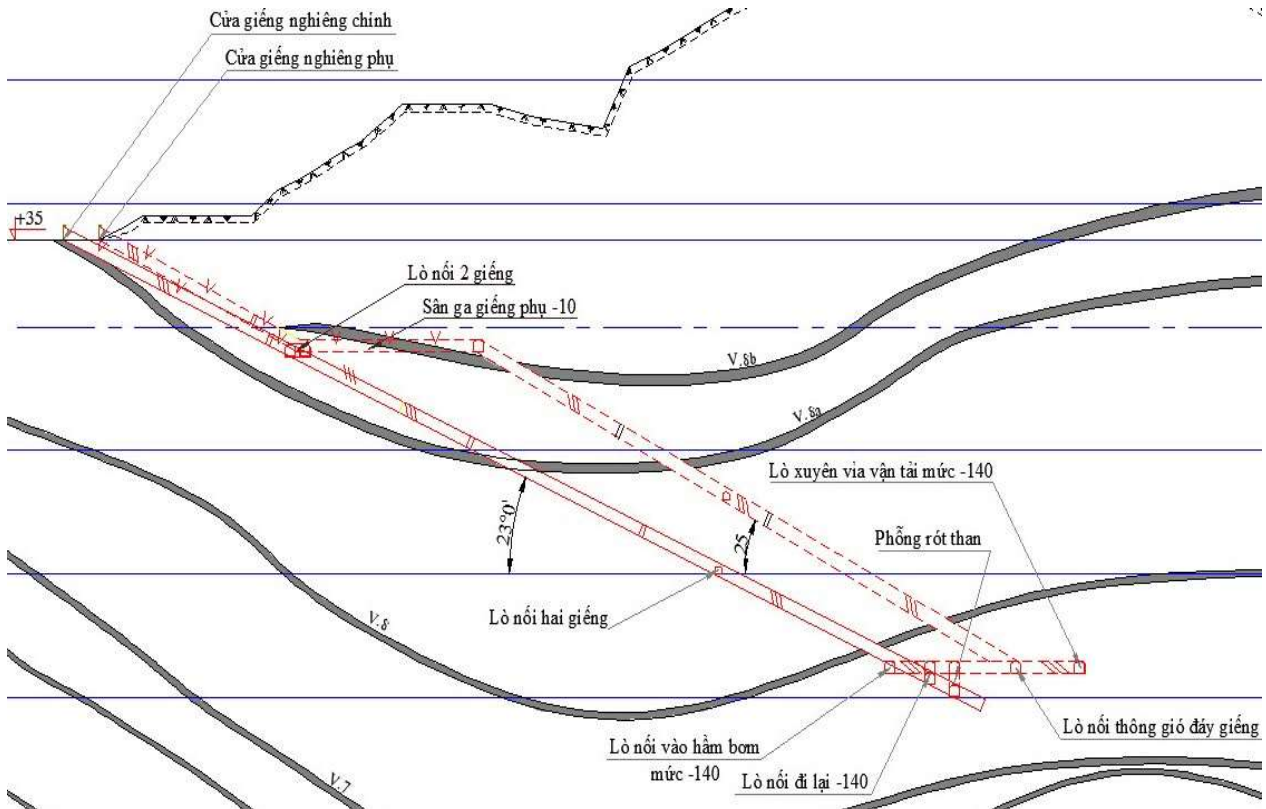 Cửa giếng nghiêng chính
Cửa giếng nghiêng phụ
+35
Lò nối 2 giếng
Sân ga giếng phụ -10
V.8b
V.8a
Lò xuyên vỉa vận tải mức -140
Phỗng rót than
23°0'
25
Lò nối hai giếng
V.8
Lò nối thông gió đáy giếng
Lò nối vào hầm bơm
mức -140
Lò nối đi lại -140
V.7